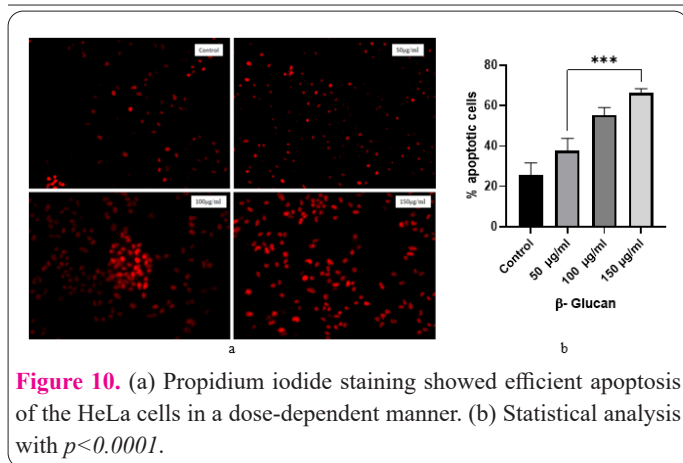 Control
50µg/ml
100µg/ml
150µg/ml
a
80
60
40
20
0
% apoptotic cells
***
Control
50 µg/ml
100 µg/ml
150 µg/ml
β- Glucan
b
Figure 10. (a) Propidium iodide staining showed efficient apoptosis
of the HeLa cells in a dose-dependent manner. (b) Statistical analysis
with p<0.0001.